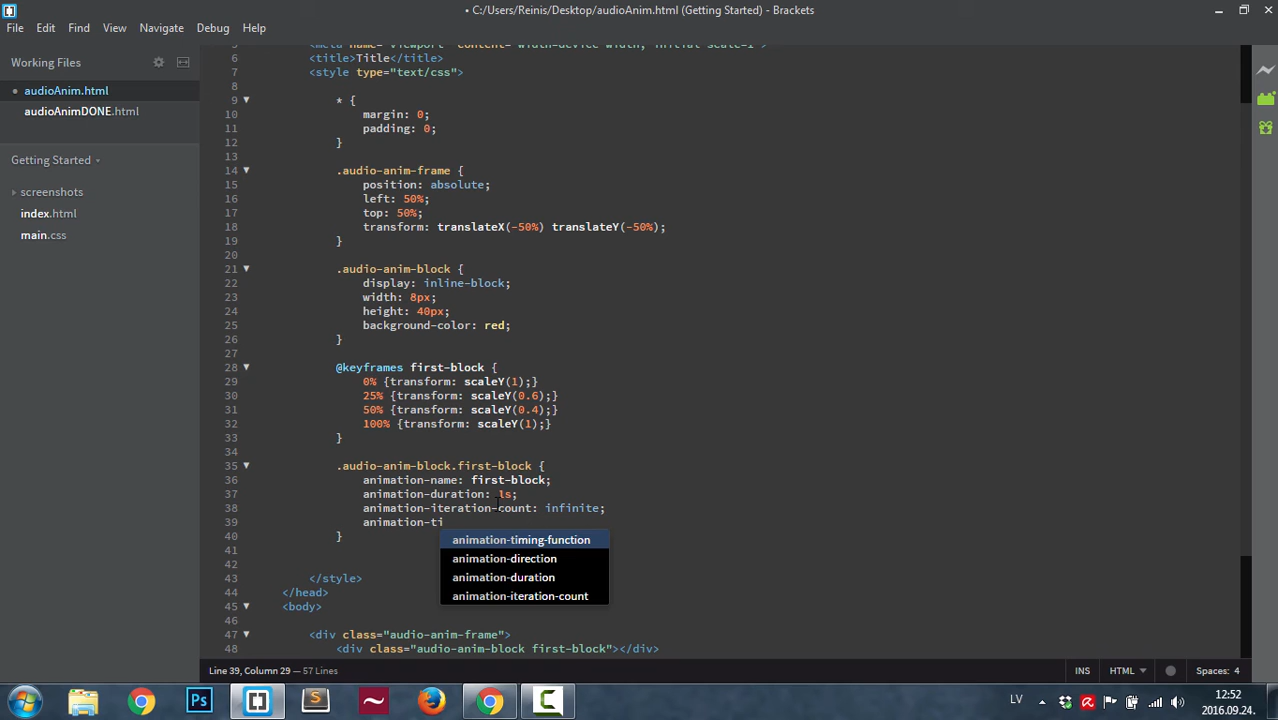 • C:/Users/Reinis/Desktop/audioAnim.html (Getting Started) - Brackets
File Edit Find View Navigate Debug Help
Working Files
• audioAnim.html
audioAnimDONE.html
Getting Started
screenshots
index.html
main.css
6 <title>Title</title>
7 <style type="text/css">
8
9 * {
10 margin: 0;
11 padding: 0;
12 }
13
14 .audio-anim-frame {
15 position: absolute;
16 left: 50%;
17 top: 50%;
18 transform: translateX(-50%) translateY(-50%);
19 }
20
21 .audio-anim-block {
22 display: inline-block;
23 width: 8px;
24 height: 40px;
25 background-color: red;
26 }
27
28 @keyframes first-block {
29 0% {transform: scaleY(1);}
30 25% {transform: scaleY(0.6);}
31 50% {transform: scaleY(0.4);}
32 100% {transform: scaleY(1);}
33 }
34
35 .audio-anim-block.first-block {
36 animation-name: first-block;
37 animation-duration: 1s;
38 animation-iteration-count: infinite;
39 animation-ti
animation-timing-function
animation-direction
animation-duration
animation-iteration-count
40 }
41
42
43 </style>
44 </head>
45 <body>
46
47 <div class="audio-anim-frame">
48 <div class="audio-anim-block first-block"></div>
Line 39, Column 29 — 57 Lines
INS HTML Spaces: 4
Ps S C LV 12:52
2016.09.24.